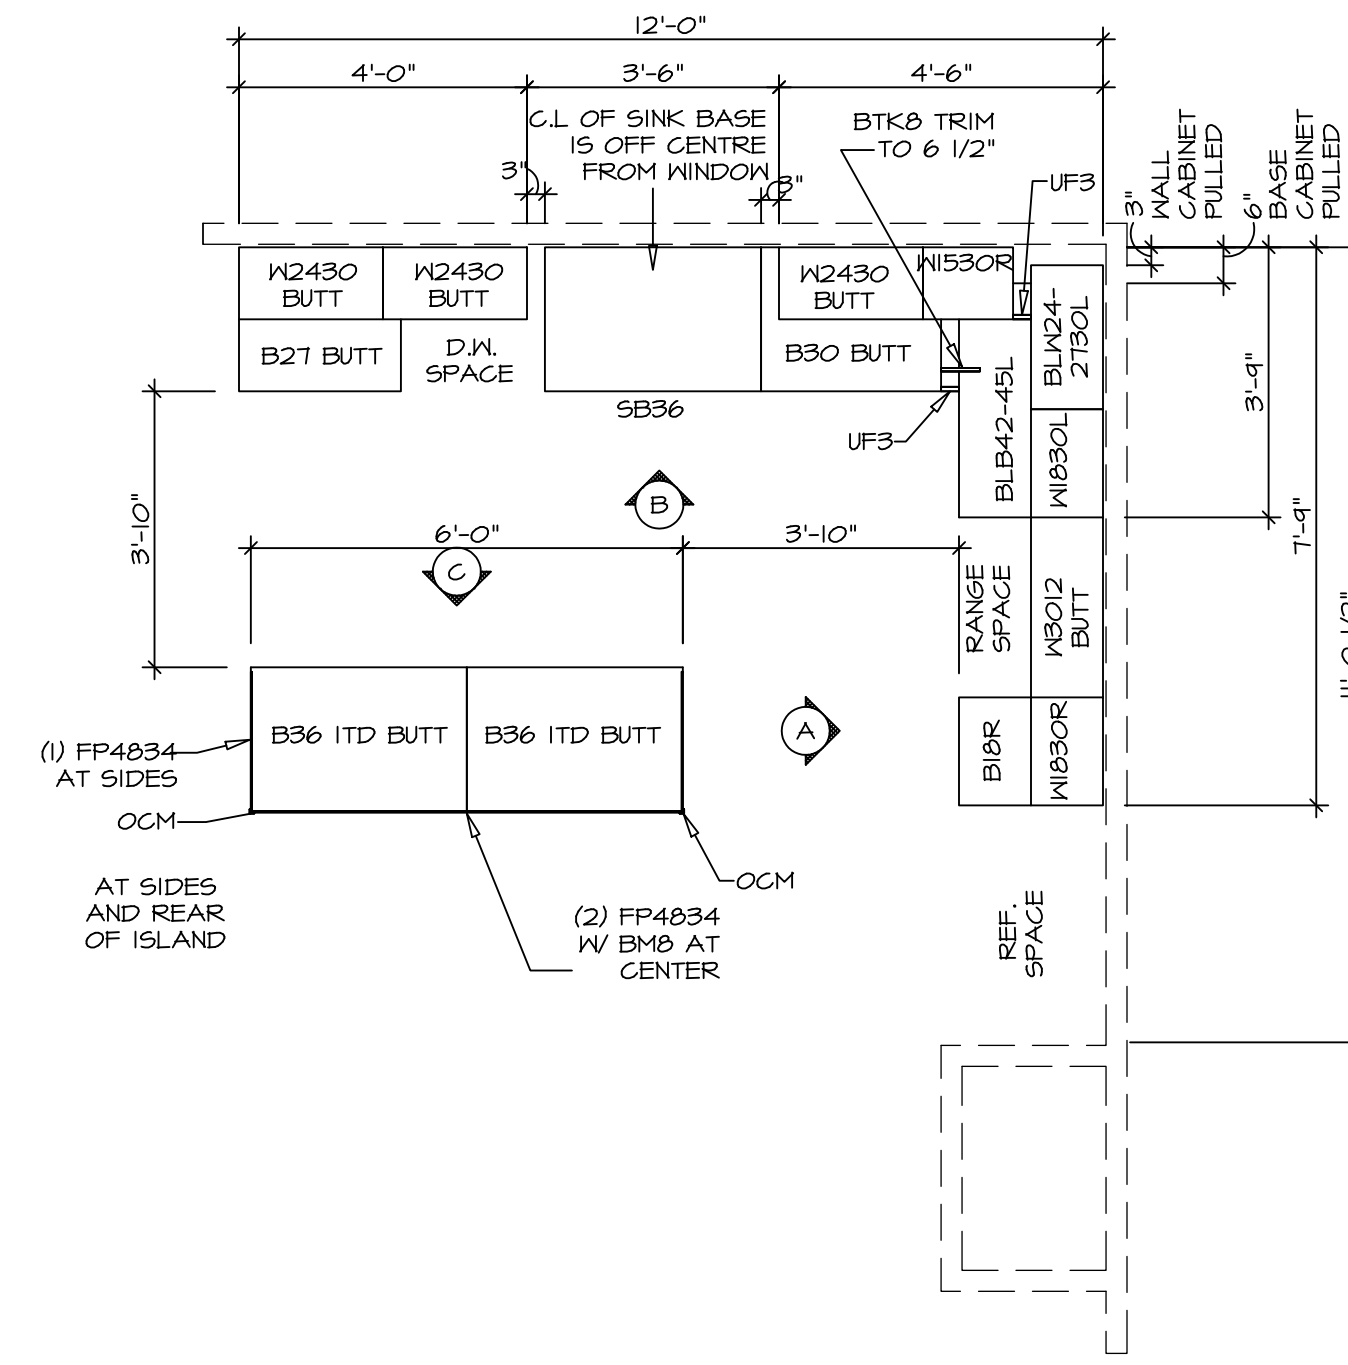 12'-0"
4'-0"
3'-6"
4'-6"
C.L OF SINK BASE
IS OFF CENTRE
FROM WINDOW
3"
3"
BTK8 TRIM
TO 6 1/2"
UF3
3"
WALL
CABINET
PULLED
6"
BASE
CABINET
PULLED
W2430
BUTT
W2430
BUTT
W2430
BUTT
W1530R
B27 BUTT
D.W.
SPACE
SB36
B30 BUTT
UF3
BLB42-45L
BLW24-
2730L
W1830L
3'-9"
7'-9"
3'-10"
B
6'-0"
3'-10"
C
RANGE
SPACE
W3012
BUTT
B36 1TD BUTT
B36 1TD BUTT
A
B18R
W1830R
(1) FP4834
AT SIDES
OCM
AT SIDES
AND REAR
OF ISLAND
OCM
(2) FP4834
W/ BM8 AT
CENTER
REF.
SPACE